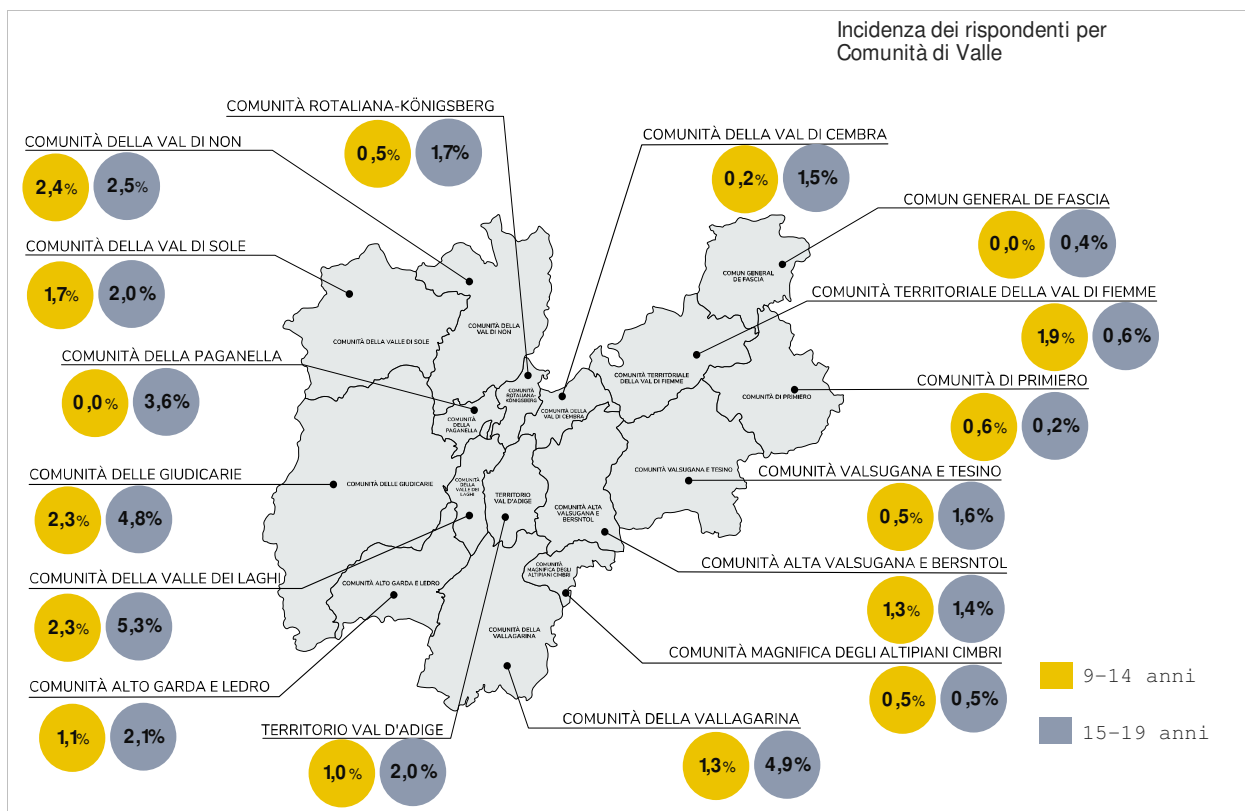 Incidenza dei rispondenti per
Comunità di Valle
COMUNITÀ ROTALIANA-KÖNIGSBERG
0,5% 1,7%
COMUNITÀ DELLA VAL DI NON
2,4% 2,5%
COMUNITÀ DELLA VAL DI CEMBRA
0,2% 1,5%
COMUN GENERAL DE FASCIA
0,0% 0,4%
COMUNITÀ DELLA VAL DI SOLE
1,7% 2,0%
COMUNITÀ TERRITORIALE DELLA VAL DI FIEMME
1,9% 0,6%
COMUNITÀ DELLA PAGANELLA
0,0% 3,6%
COMUNITÀ DI PRIMIERO
0,6% 0,2%
COMUNITÀ DELLE GIUDICARIE
2,3% 4,8%
COMUNITÀ VALSUGANA E TESINO
0,5% 1,6%
COMUNITÀ DELLA VALLE DEI LAGHI
2,3% 5,3%
COMUNITÀ ALTA VALSUGANA E BERSNTOL
1,3% 1,4%
COMUNITÀ MAGNIFICA DEGLI ALTIPIANI CIMBRI
0,5% 0,5%
COMUNITÀ ALTO GARDA E LEDRO
1,1% 2,1%
TERRITORIO VAL D'ADIGE
1,0% 2,0%
COMUNITÀ DELLA VALLAGARINA
1,3% 4,9%
COMUN GENERAL
DE FASCIA
COMUNITÀ DELLA
VAL DI NON
COMUNITÀ DELLA VALLE DI SOLE
COMUNITÀ TERRITORIALE
DELLA VAL DI FIEMME
COMUNITÀ DI PRIMIERO
COMUNITÀ
ROTALIANA-
KÖNIGSBERG
COMUNITÀ DELLA
VAL DI CEMBRA
COMUNITÀ
DELLA
PAGANELLA
COMUNITÀ VALSUGANA E TESINO
COMUNITÀ DELLE GIUDICARIE
COMUNITÀ
DELLA
VALLE DEI
LAGHI
TERRITORIO
VAL D'ADIGE
COMUNITÀ ALTA
VALSUGANA E
BERSNTOL
COMUNITÀ
MAGNIFICA DEGLI
ALTIPIANI CIMBRI
COMUNITÀ ALTO GARDA E LEDRO
COMUNITÀ DELLA
VALLAGARINA
9-14 anni
15-19 anni